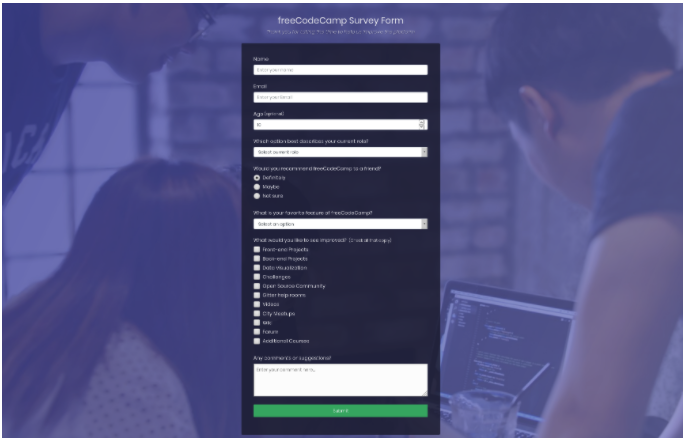 freeCodeCamp Survey Form
Thank you for taking the time to help us improve the platform
Name
Enter your name
Email
Enter your Email
Age (optional)
10
Which option best describes your current role?
Select current role
Would you recommend freeCodeCamp to a friend?
Definitely
Maybe
Not sure
What is your favorite feature of freeCodeCamp?
Select an option
What would you like to see improved? (Check all that apply)
Front-end Projects
Back-end Projects
Data Visualization
Challenges
Open Source Community
Gitter help rooms
Videos
City Meetups
Wiki
Forum
Additional Courses
Any comments or suggestions?
Enter your comment here...
Submit